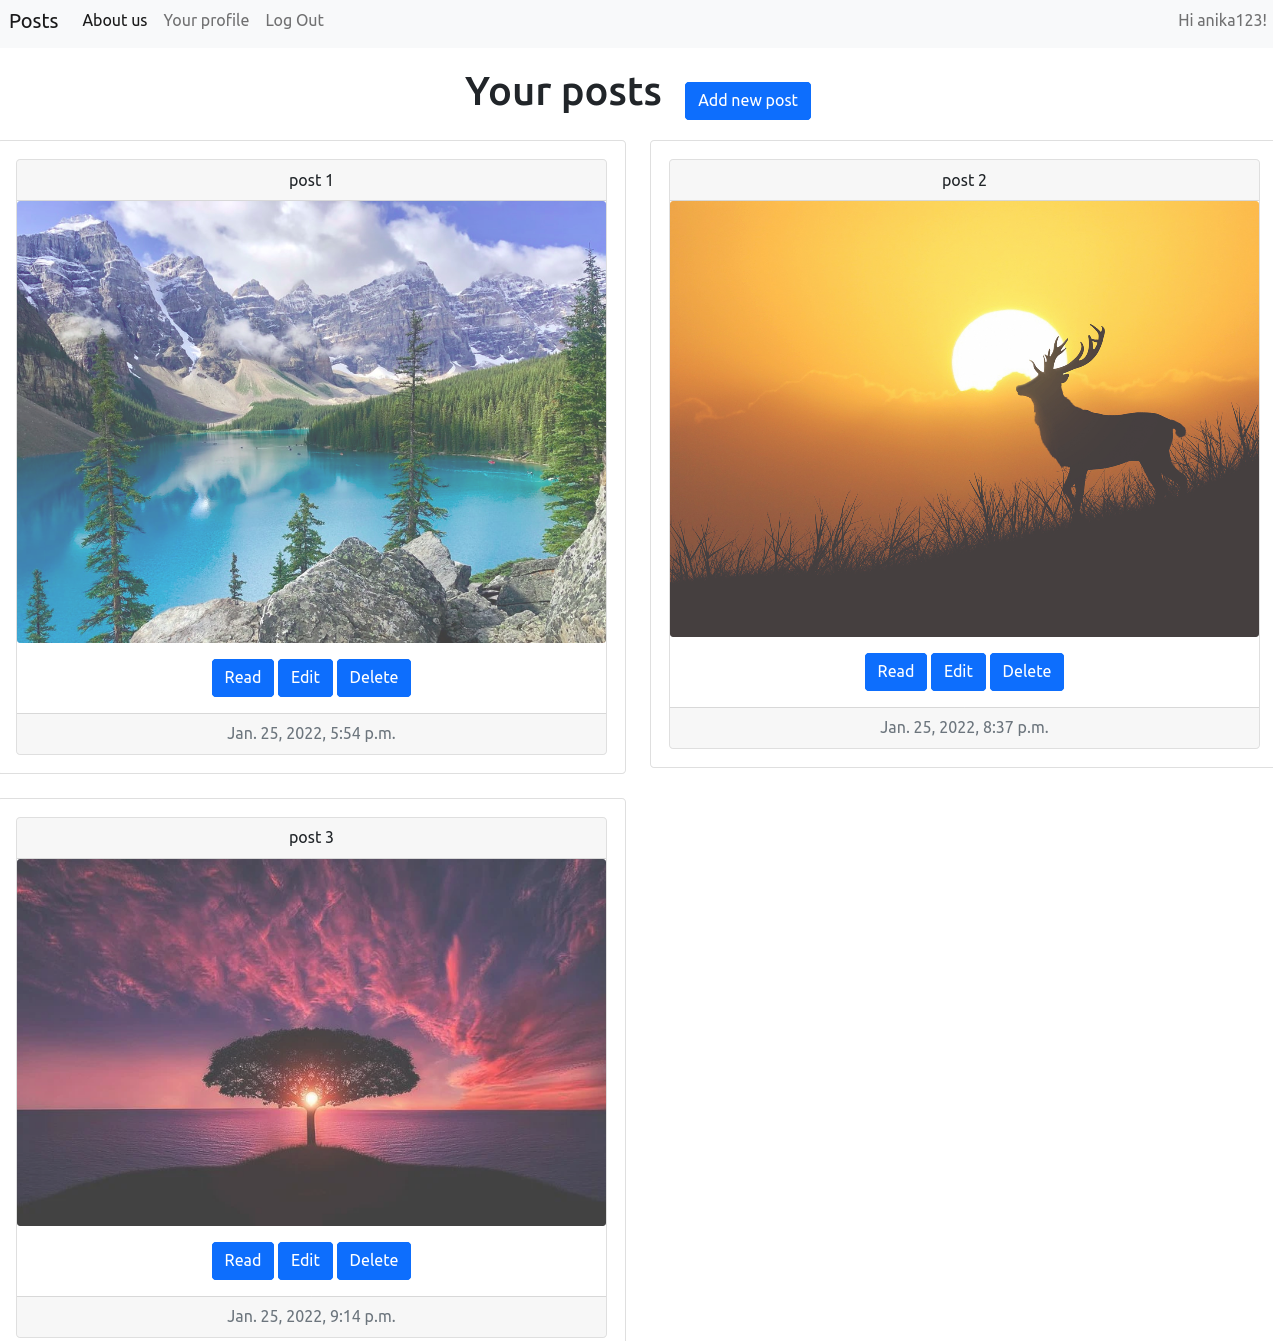 Posts About us Your profile Log Out Hi anika123!
Your posts Add new post
post 1
Read Edit Delete
Jan. 25, 2022, 5:54 p.m.
post 2
Read Edit Delete
Jan. 25, 2022, 8:37 p.m.
post 3
Read Edit Delete
Jan. 25, 2022, 9:14 p.m.